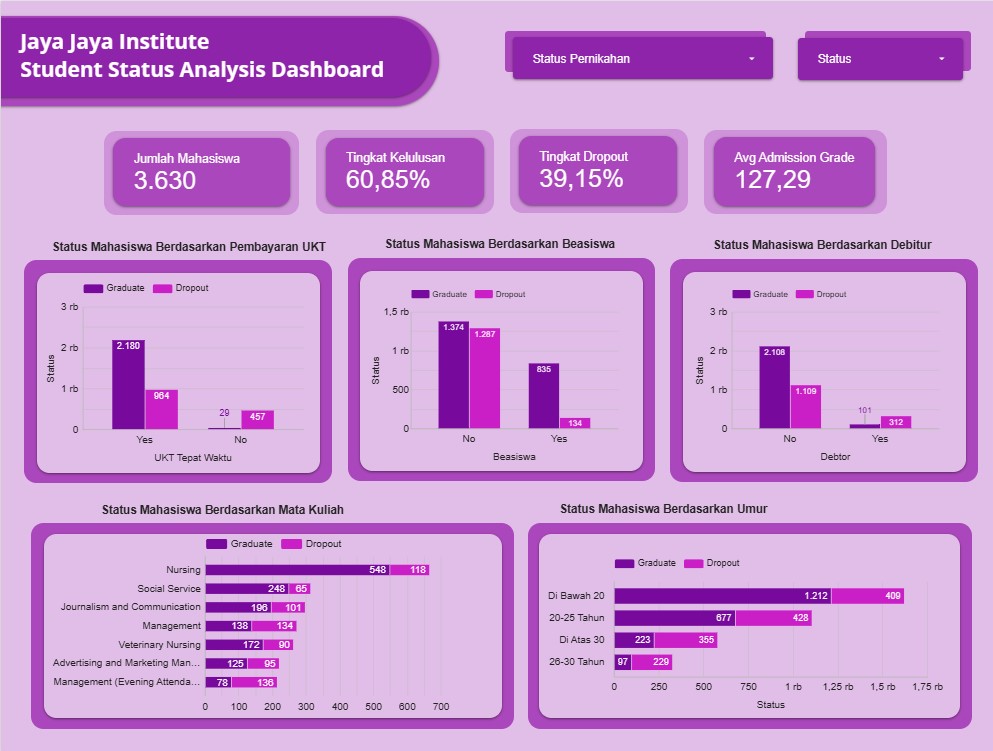 Jaya Jaya Institute
Student Status Analysis Dashboard
Status Pernikahan
Status
Jumlah Mahasiswa
3.630
Tingkat Kelulusan
60,85%
Tingkat Dropout
39,15%
Avg Admission Grade
127,29
Status Mahasiswa Berdasarkan Pembayaran UKT
Graduate Dropout
3 rb
2 rb
1 rb
0
Status
2.180
964
29
457
Yes No
UKT Tepat Waktu
Status Mahasiswa Berdasarkan Beasiswa
Graduate Dropout
1,5 rb
1 rb
500
0
Status
1.374
1.287
835
134
No Yes
Beasiswa
Status Mahasiswa Berdasarkan Debitur
Graduate Dropout
3 rb
2 rb
1 rb
0
Status
2.108
1.109
101
312
No Yes
Debtor
Status Mahasiswa Berdasarkan Mata Kuliah
Graduate Dropout
Nursing 548 118
Social Service 248 65
Journalism and Communication 196 101
Management 138 134
Veterinary Nursing 172 90
Advertising and Marketing Man... 125 95
Management (Evening Attenda... 78 136
0 100 200 300 400 500 600 700
Status Mahasiswa Berdasarkan Umur
Graduate Dropout
Di Bawah 20 1.212 409
20-25 Tahun 677 428
Di Atas 30 223 355
26-30 Tahun 97 229
0 250 500 750 1 rb 1,25 rb 1,5 rb 1,75 rb
Status